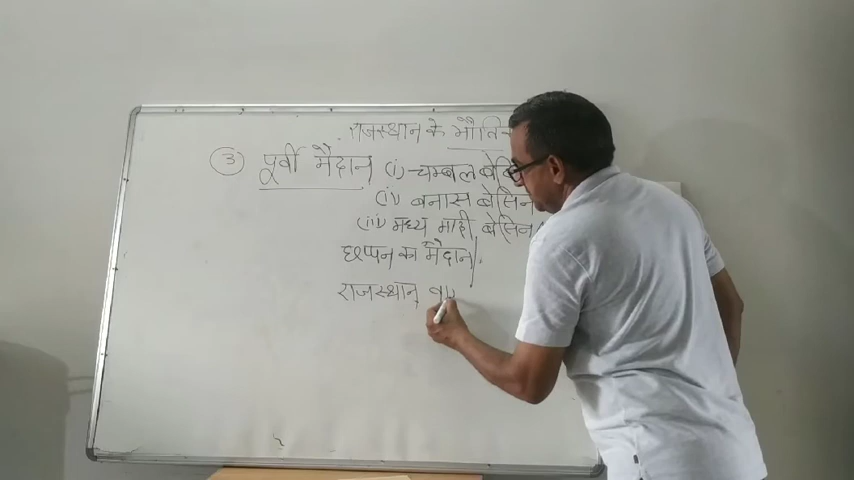 राजस्थान के भौति
③ पूर्वी मैदान (i) चम्बल बेसि
(ii) बनास बेसिन
(iii) मध्य माही बेसिन
छप्पन का मैदान
राजस्थान